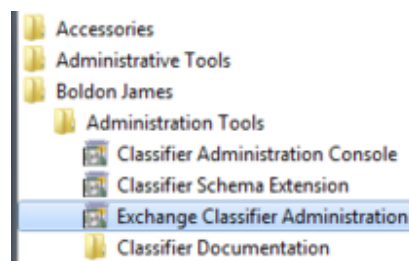 Accessories
Administrative Tools
Boldon James
Administration Tools
Classifier Administration Console
Classifier Schema Extension
Exchange Classifier Administration
Classifier Documentation